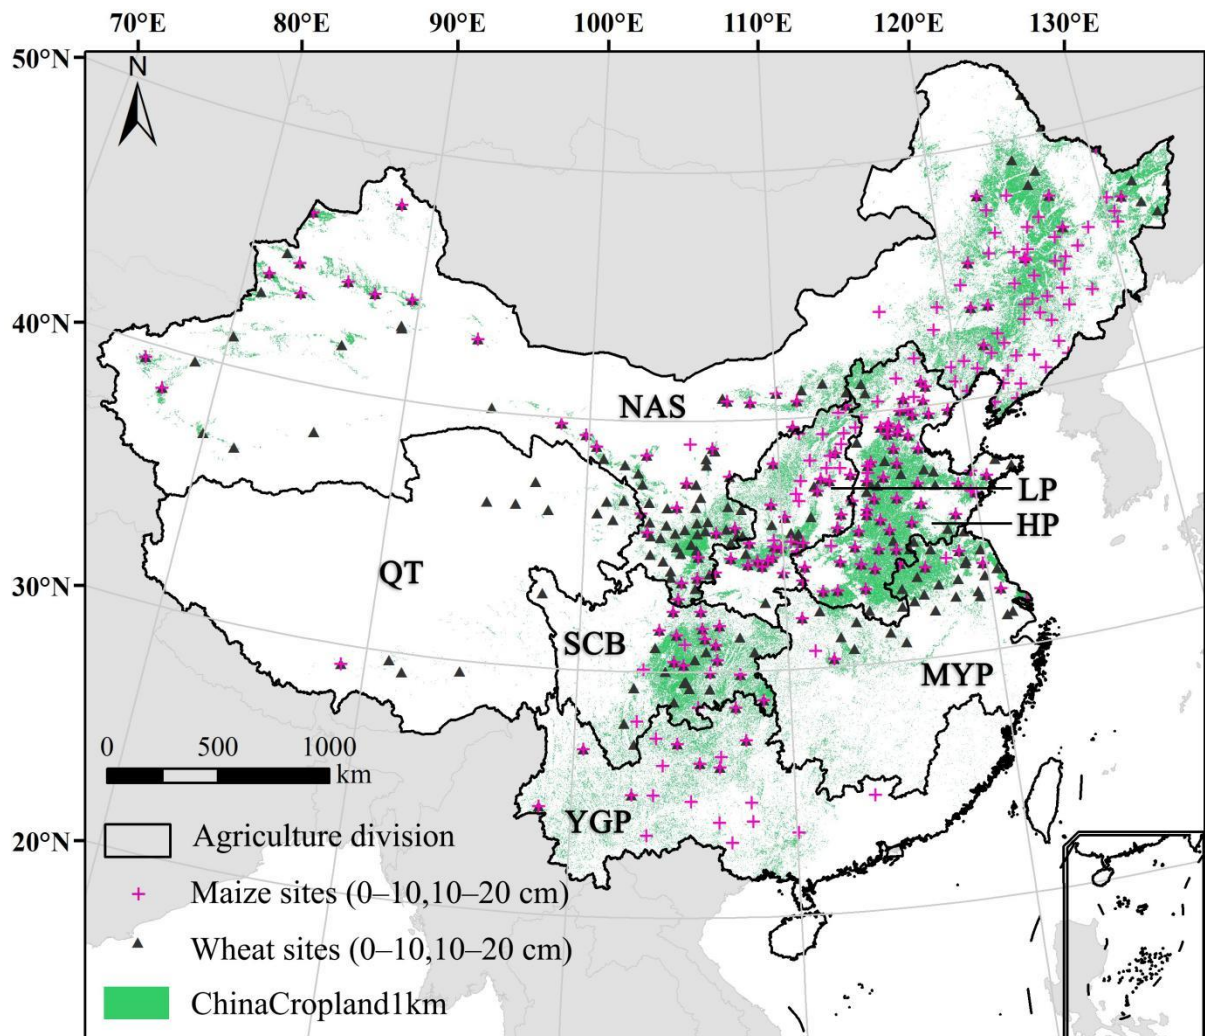 70°E 80°E 90°E 100°E 110°E 120°E 130°E
50°N
N
40°N
NAS
LP
HP
QT
30°N
SCB
MYP
0 500 1000
km
YGP
20°N
Agriculture division
Maize sites (0–10,10–20 cm)
Wheat sites (0–10,10–20 cm)
ChinaCropland1km